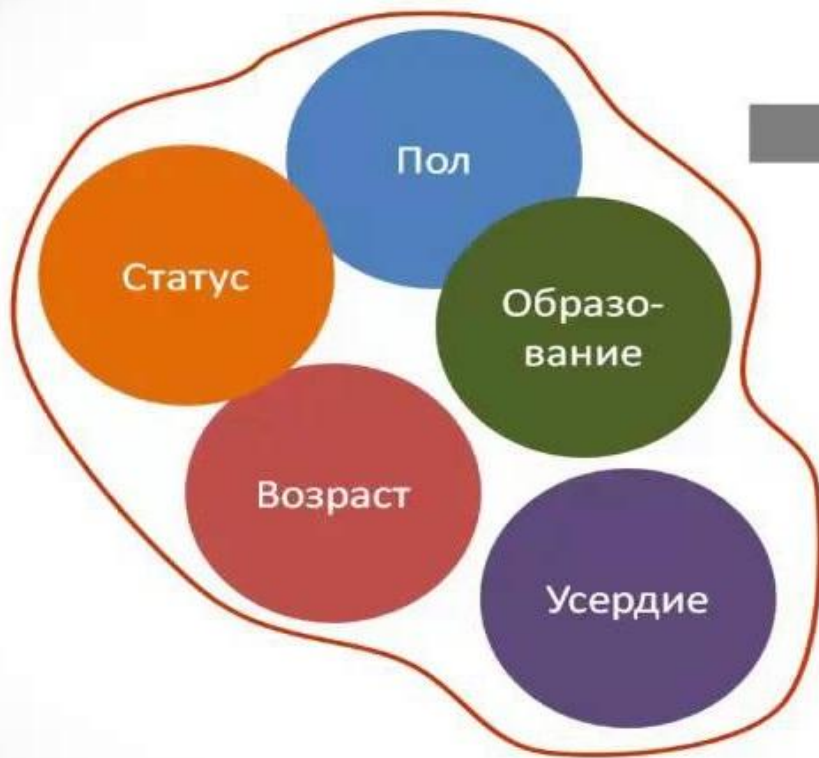 Пол
Статус
Образо-
вание
Возраст
Усердие